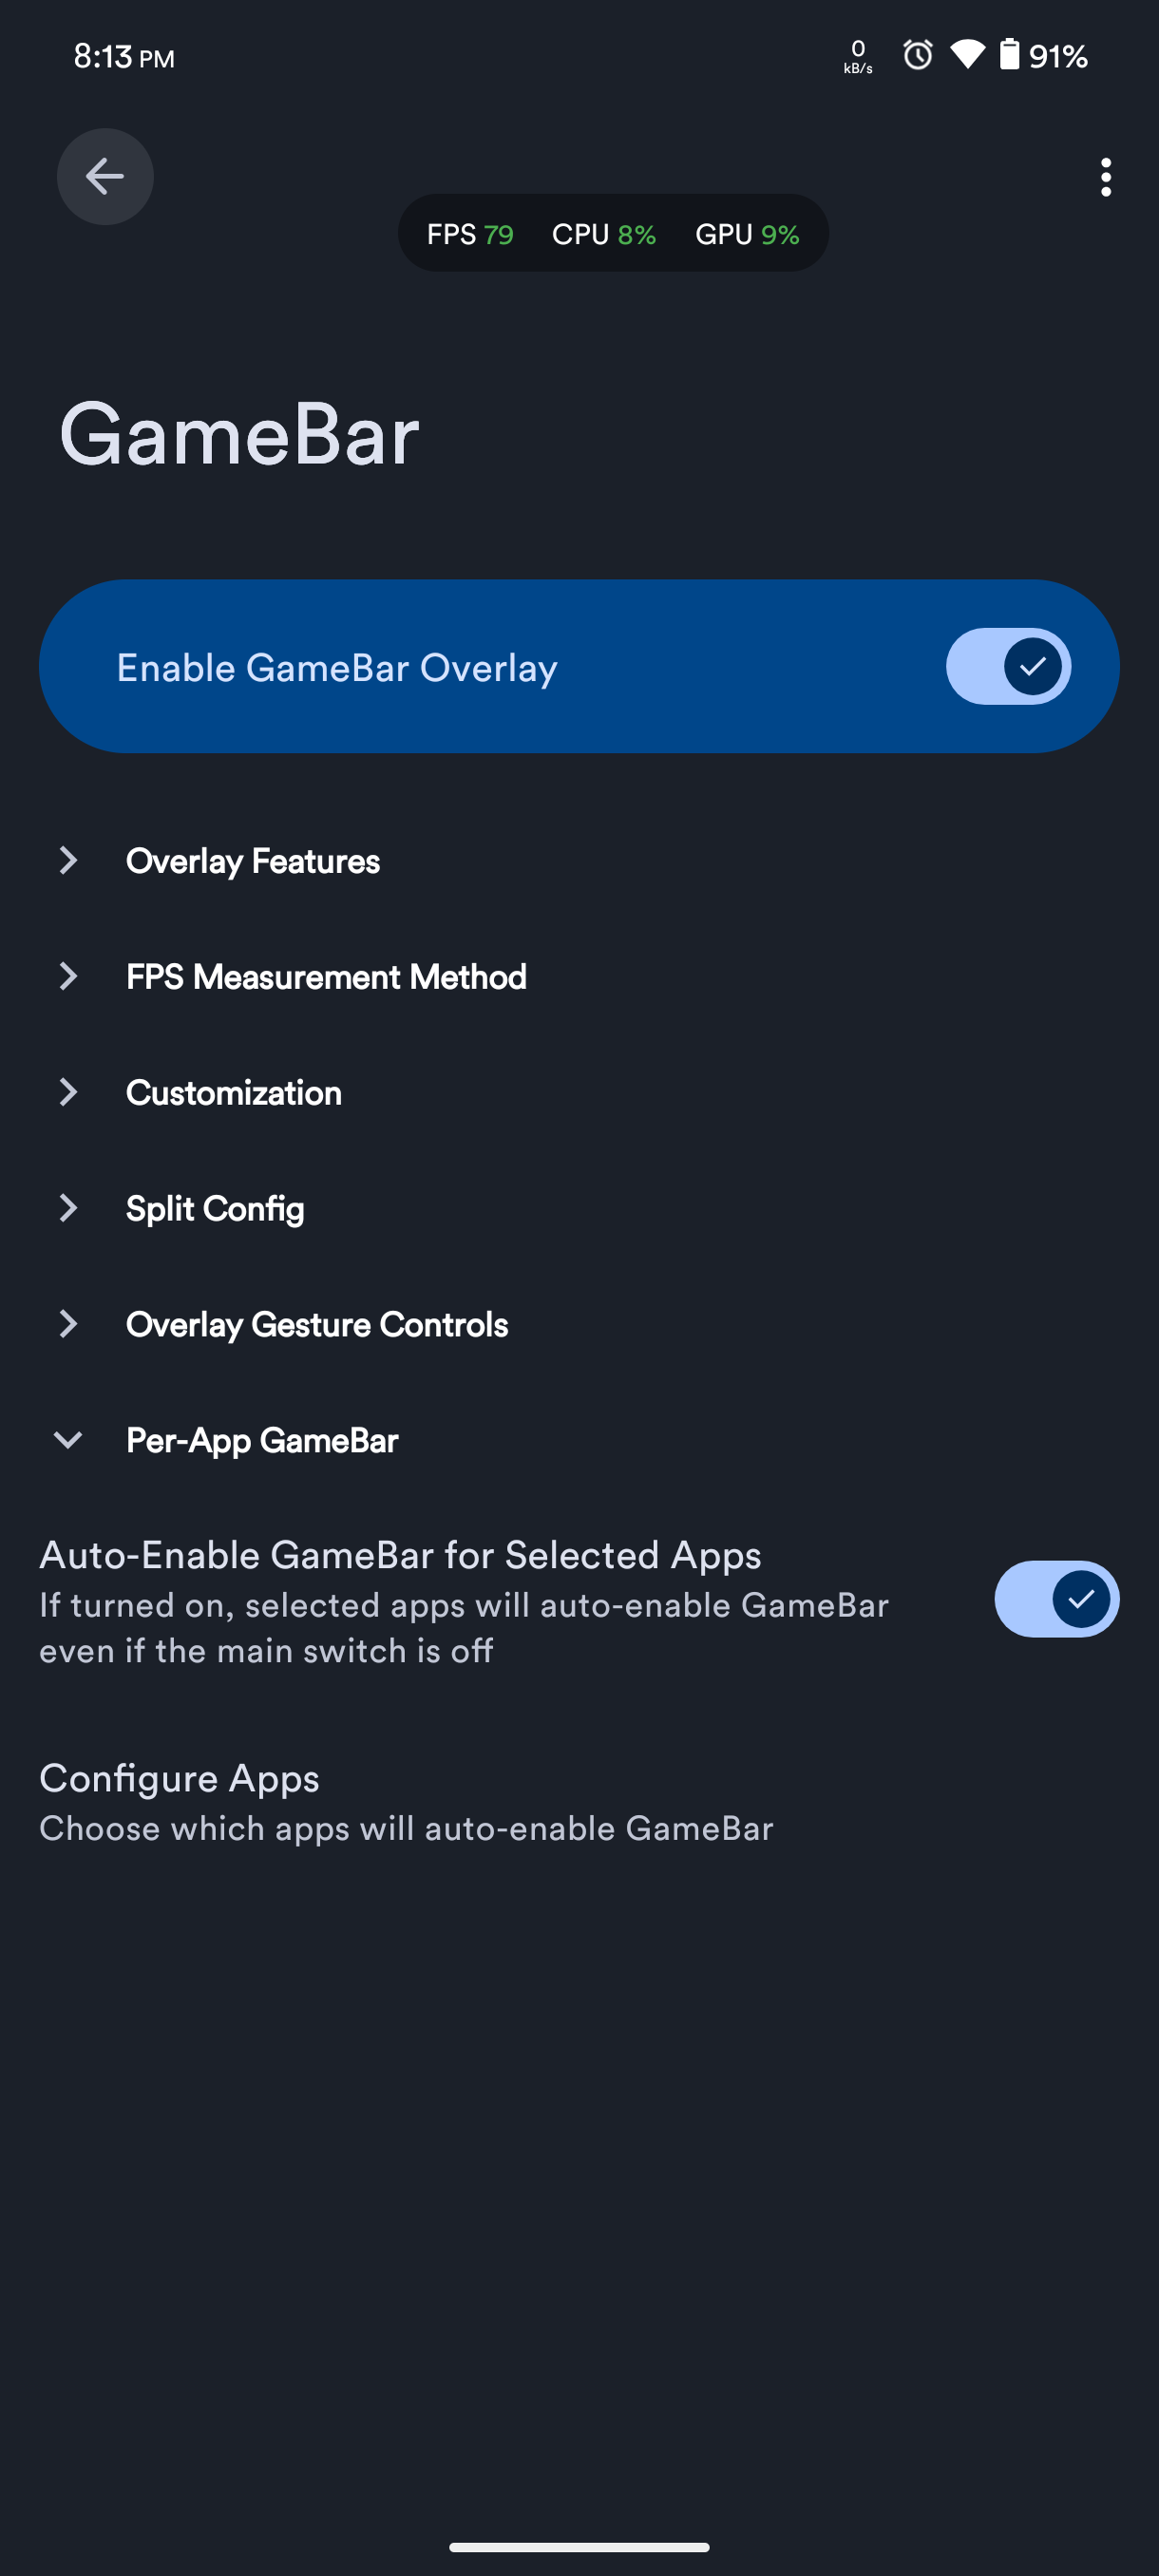 8:13 PM
0
kB/s
91%
FPS 79 CPU 8% GPU 9%
GameBar
Enable GameBar Overlay
Overlay Features
FPS Measurement Method
Customization
Split Config
Overlay Gesture Controls
Per-App GameBar
Auto-Enable GameBar for Selected Apps
If turned on, selected apps will auto-enable GameBar
even if the main switch is off
Configure Apps
Choose which apps will auto-enable GameBar